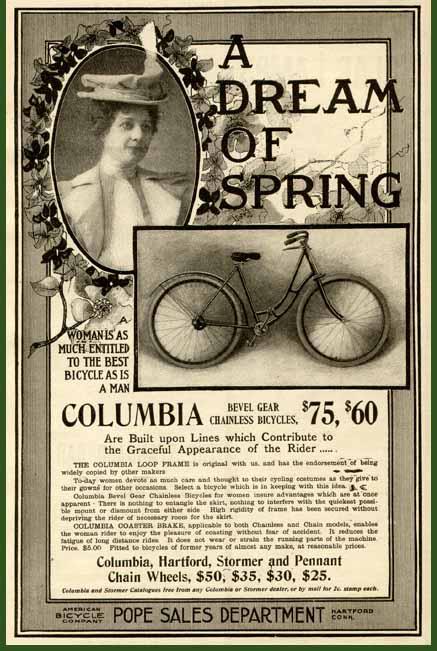 A
DREAM
OF
SPRING
A
WOMAN IS AS
MUCH ENTITLED
TO THE BEST
BICYCLE AS IS
A MAN
COLUMBIA BEVEL GEAR CHAINLESS BICYCLES, $75, $60
Are Built upon Lines which Contribute to
the Graceful Appearance of the Rider .....
THE COLUMBIA LOOP FRAME is original with us, and has the endorsement of being
widely copied by other makers
To-day women devote as much care and thought to their cycling costumes as they give to
their gowns for other occasions. Select a bicycle which is in keeping with this idea.
Columbia Bevel Gear Chainless Bicycles for women insure advantages which are at once
apparent. There is nothing to entangle the skirt, nothing to interfere with the quickest possi-
ble mount or dismount from either side. High rigidity of frame has been secured without
depriving the rider of necessary room for the skirt.
COLUMBIA COASTER BRAKE, applicable to both Chainless and Chain models, enables
the woman rider to enjoy the pleasure of coasting without fear of accident. It reduces the
fatigue of long distance rides. It does not wear or strain the running parts of the machine.
Price, $5.00 Fitted to bicycles of former years of almost any make, at reasonable prices.
Columbia, Hartford, Stormer and Pennant
Chain Wheels, $50, $35, $30, $25.
Columbia and Stormer Catalogues free from any Columbia or Stormer dealer, or by mail for 2c. stamp each.
AMERICAN
BICYCLE
COMPANY
POPE SALES DEPARTMENT
HARTFORD
CONN.